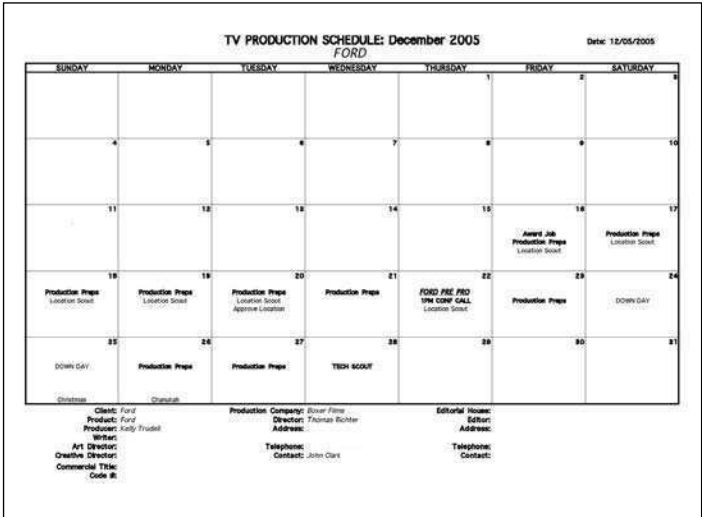 TV PRODUCTION SCHEDULE: December 2005
Date: 12/05/2005
FORD
SUNDAY MONDAY TUESDAY WEDNESDAY THURSDAY FRIDAY SATURDAY
1 2 3
4 5 6 7 8 9 10
11 12 13 14 15 16 17
Award Job
Production Preps Production Preps
Location Scout Location Scout
18 19 20 21 22 23 24
Production Preps Production Preps Production Preps Production Preps FORD PRE PRO Production Preps DOWN DAY
Location Scout Location Scout Location Scout 1PM CONF CALL
Approve Location Location Scout
25 26 27 28 29 30 31
DOWN DAY Production Preps Production Preps TECH SCOUT
Christmas Chanukah
Client: Ford Production Company: Boxer Films Editorial House:
Product: Ford Director: Thomas Richter Editor:
Producer: Kelly Trudell Address: Address:
Writer:
Art Director: Telephone: Telephone:
Creative Director: Contact: John Clark Contact:
Commercial Title:
Code #: